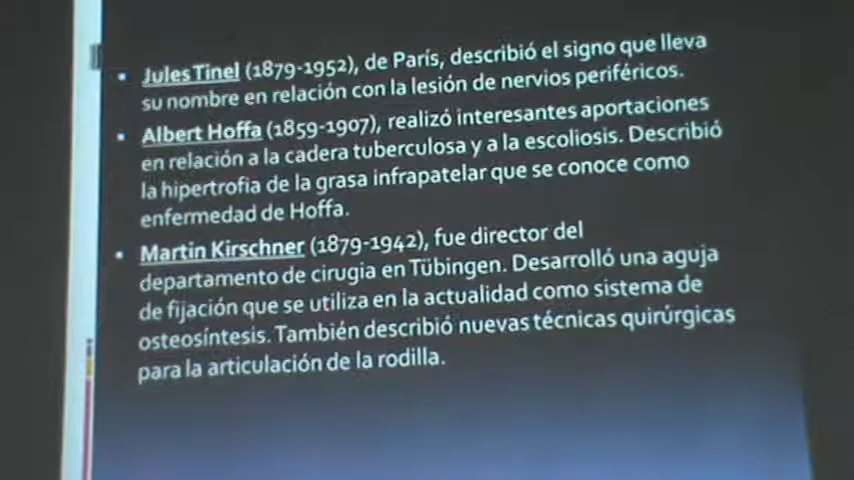 ▪ Jules Tinel (1879-1952), de París, describió el signo que lleva
su nombre en relación con la lesión de nervios periféricos.
▪ Albert Hoffa (1859-1907), realizó interesantes aportaciones
en relación a la cadera tuberculosa y a la escoliosis. Describió
la hipertrofia de la grasa infrapatelar que se conoce como
enfermedad de Hoffa.
▪ Martin Kirschner (1879-1942), fue director del
departamento de cirugia en Tübingen. Desarrolló una aguja
de fijación que se utiliza en la actualidad como sistema de
osteosíntesis. También describió nuevas técnicas quirúrgicas
para la articulación de la rodilla.